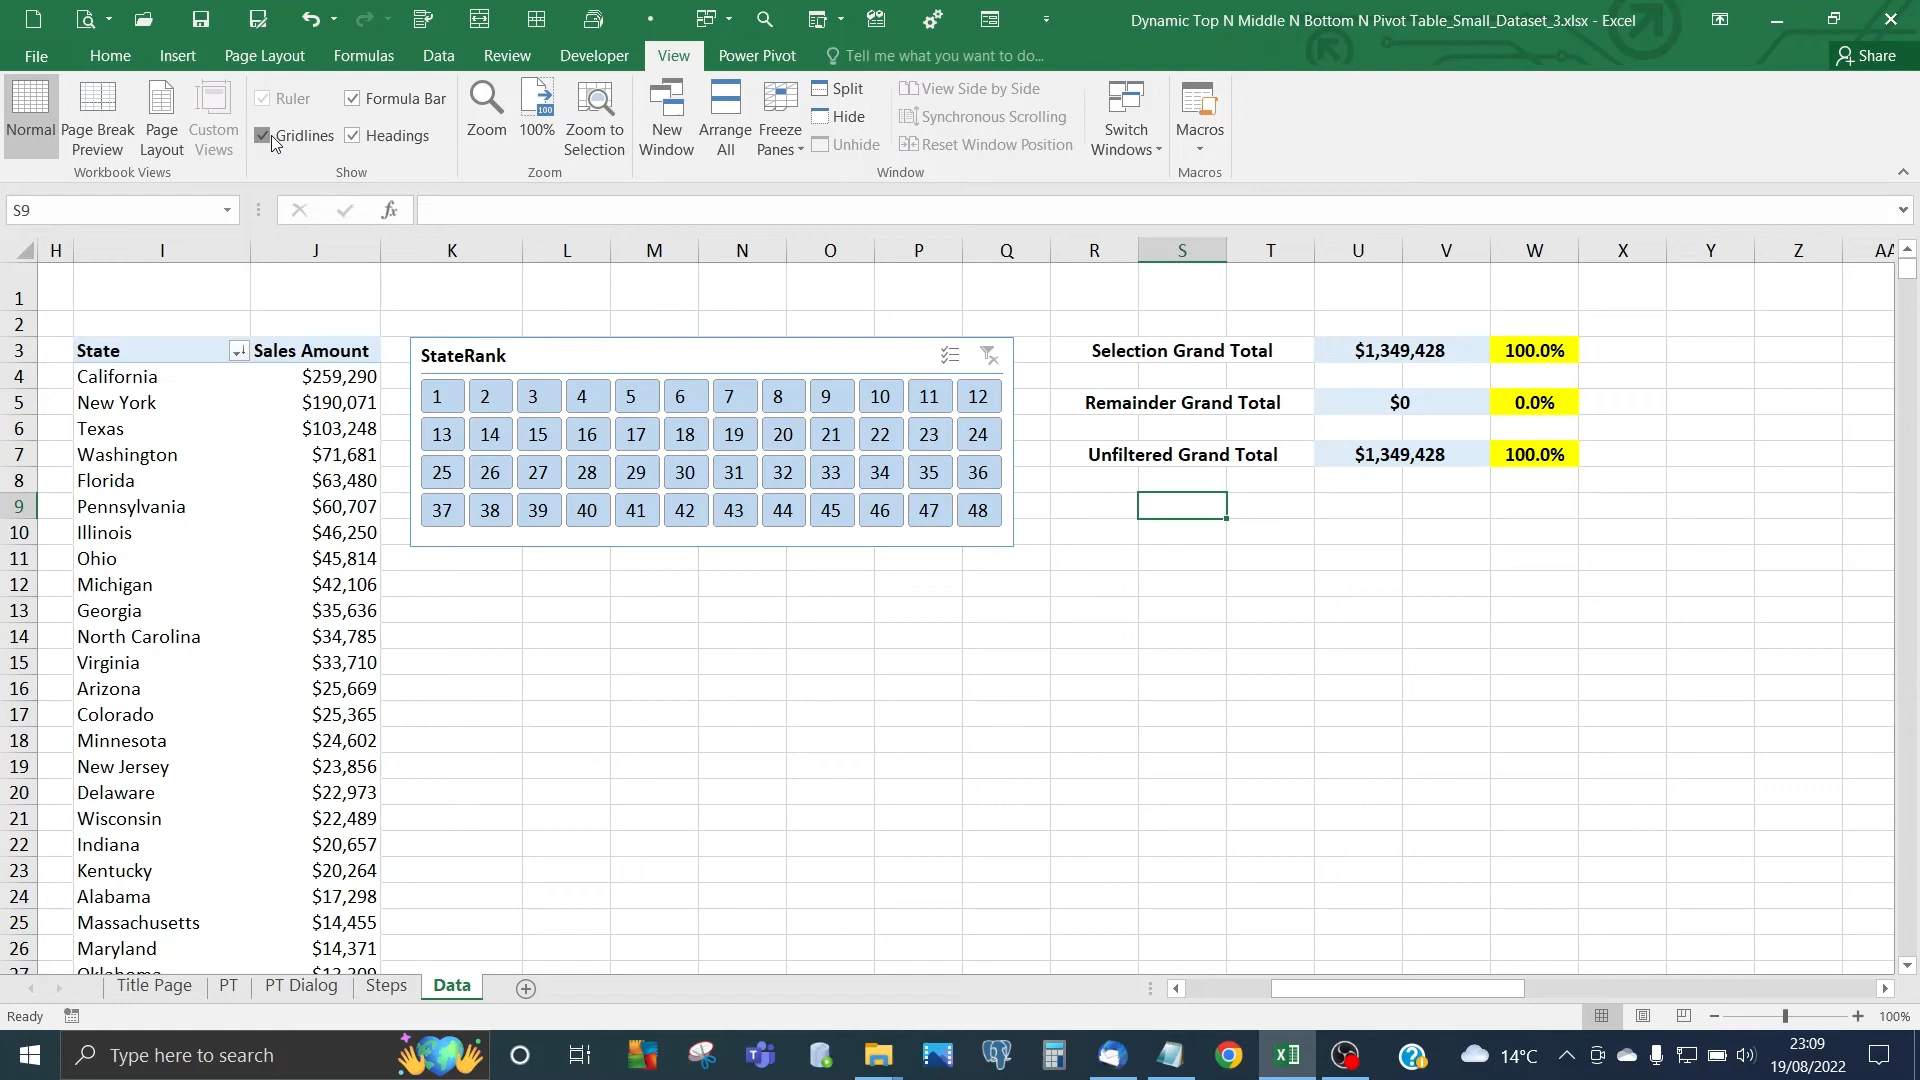 Dynamic Top N Middle N Bottom N Pivot Table_Small_Dataset_3.xlsx - Excel
File Home Insert Page Layout Formulas Data Review Developer View Power Pivot Tell me what you want to do... Share
Ruler Formula Bar
Gridlines Headings
Normal
Page Break Preview
Page Layout
Custom Views
Zoom
100
100%
Zoom to Selection
New Window
Arrange All
Freeze Panes
Split
Hide
Unhide
View Side by Side
Synchronous Scrolling
Reset Window Position
Switch Windows
Macros
Workbook Views Show Zoom Window Macros
S9 fx
H I J K L M N O P Q R S T U V W X Y Z AA
1
2
3 State Sales Amount StateRank Selection Grand Total $1,349,428 100.0%
4 California $259,290 1 2 3 4 5 6 7 8 9 10 11 12
5 New York $190,071 Remainder Grand Total $0 0.0%
6 Texas $103,248 13 14 15 16 17 18 19 20 21 22 23 24
7 Washington $71,681 Unfiltered Grand Total $1,349,428 100.0%
8 Florida $63,480 25 26 27 28 29 30 31 32 33 34 35 36
9 Pennsylvania $60,707 37 38 39 40 41 42 43 44 45 46 47 48
10 Illinois $46,250
11 Ohio $45,814
12 Michigan $42,106
13 Georgia $35,636
14 North Carolina $34,785
15 Virginia $33,710
16 Arizona $25,669
17 Colorado $25,365
18 Minnesota $24,602
19 New Jersey $23,856
20 Delaware $22,973
21 Wisconsin $22,489
22 Indiana $20,657
23 Kentucky $20,264
24 Alabama $17,298
25 Massachusetts $14,455
26 Maryland $14,371
Title Page PT PT Dialog Steps Data
Ready 100%
Type here to search 14°C 23:09
19/08/2022